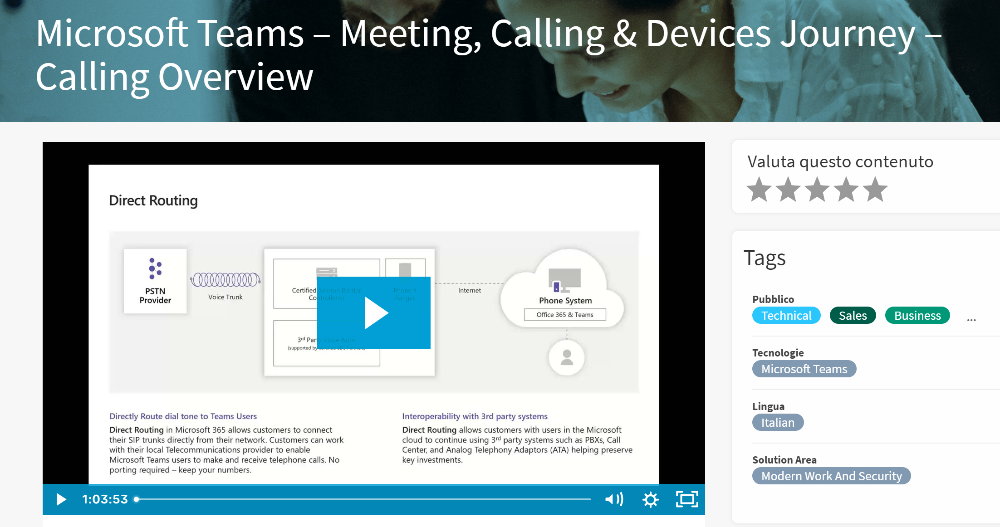 Microsoft Teams – Meeting, Calling & Devices Journey –
Calling Overview
Direct Routing
PSTN
Provider
Voice Trunk
Certified Session Border
Controller(s)
Phone #
Ranges
3rd Party Voice Apps
(supported by certified SBC Partners)
Internet
Phone System
Office 365 & Teams
Directly Route dial tone to Teams Users
Direct Routing in Microsoft 365 allows customers to connect
their SIP trunks directly from their network. Customers can work
with their local Telecommunications provider to enable
Microsoft Teams users to make and receive telephone calls. No
porting required – keep your numbers.
Interoperability with 3rd party systems
Direct Routing allows customers with users in the Microsoft
cloud to continue using 3rd party systems such as PBXs, Call
Center, and Analog Telephony Adaptors (ATA) helping preserve
key investments.
1:03:53
Valuta questo contenuto
Tags
Pubblico
Technical Sales Business ...
Tecnologie
Microsoft Teams
Lingua
Italian
Solution Area
Modern Work And Security